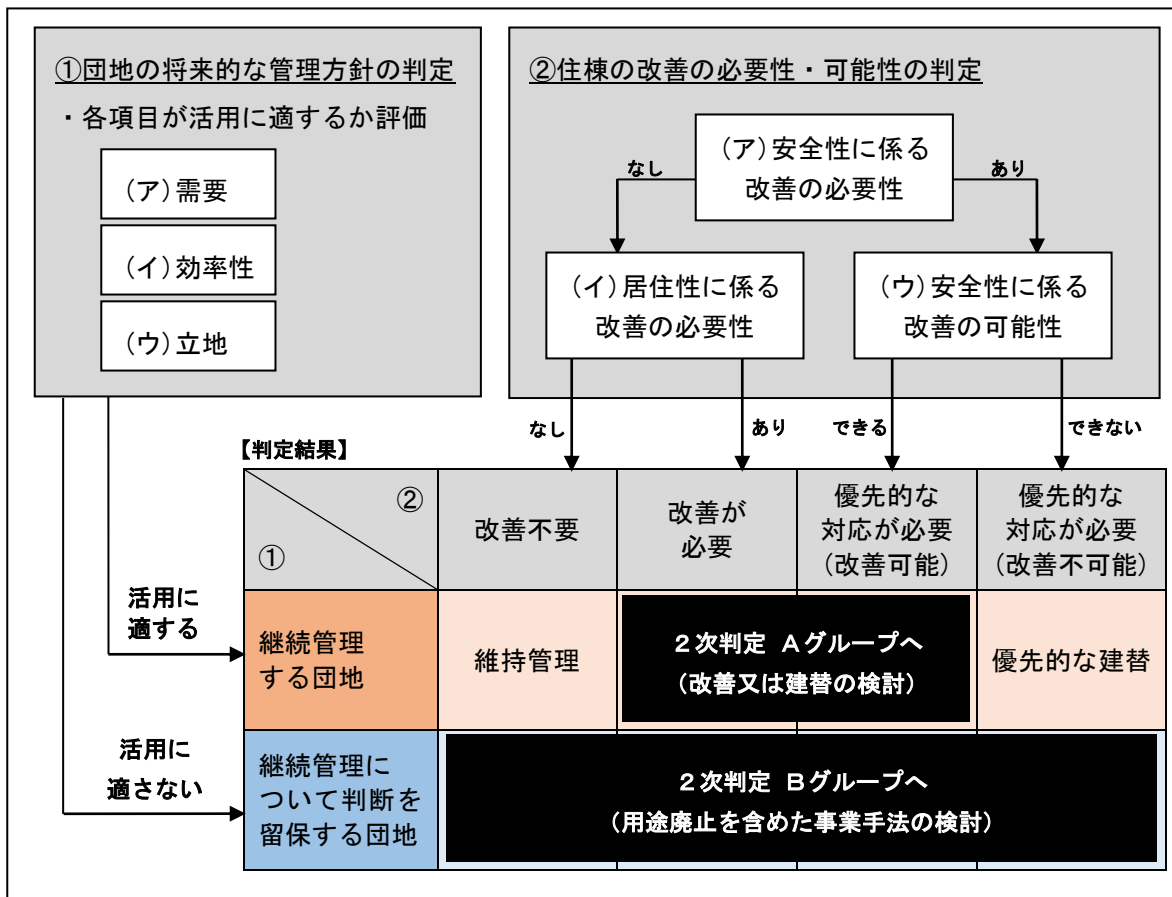 ①団地の将来的な管理方針の判定
・各項目が活用に適するか評価
(ア)需要
(イ)効率性
(ウ)立地
②住棟の改善の必要性・可能性の判定
(ア)安全性に係る
改善の必要性
なし
あり
(イ)居住性に係る
改善の必要性
(ウ)安全性に係る
改善の可能性
なし
あり
できる
できない
【判定結果】
②
①
改善不要
改善が
必要
優先的な
対応が必要
(改善可能)
優先的な
対応が必要
(改善不可能)
活用に
適する
継続管理
する団地
維持管理
2次判定 Aグループへ
(改善又は建替の検討)
優先的な建替
活用に
適さない
継続管理に
ついて判断を
留保する団地
2次判定 Bグループへ
(用途廃止を含めた事業手法の検討)